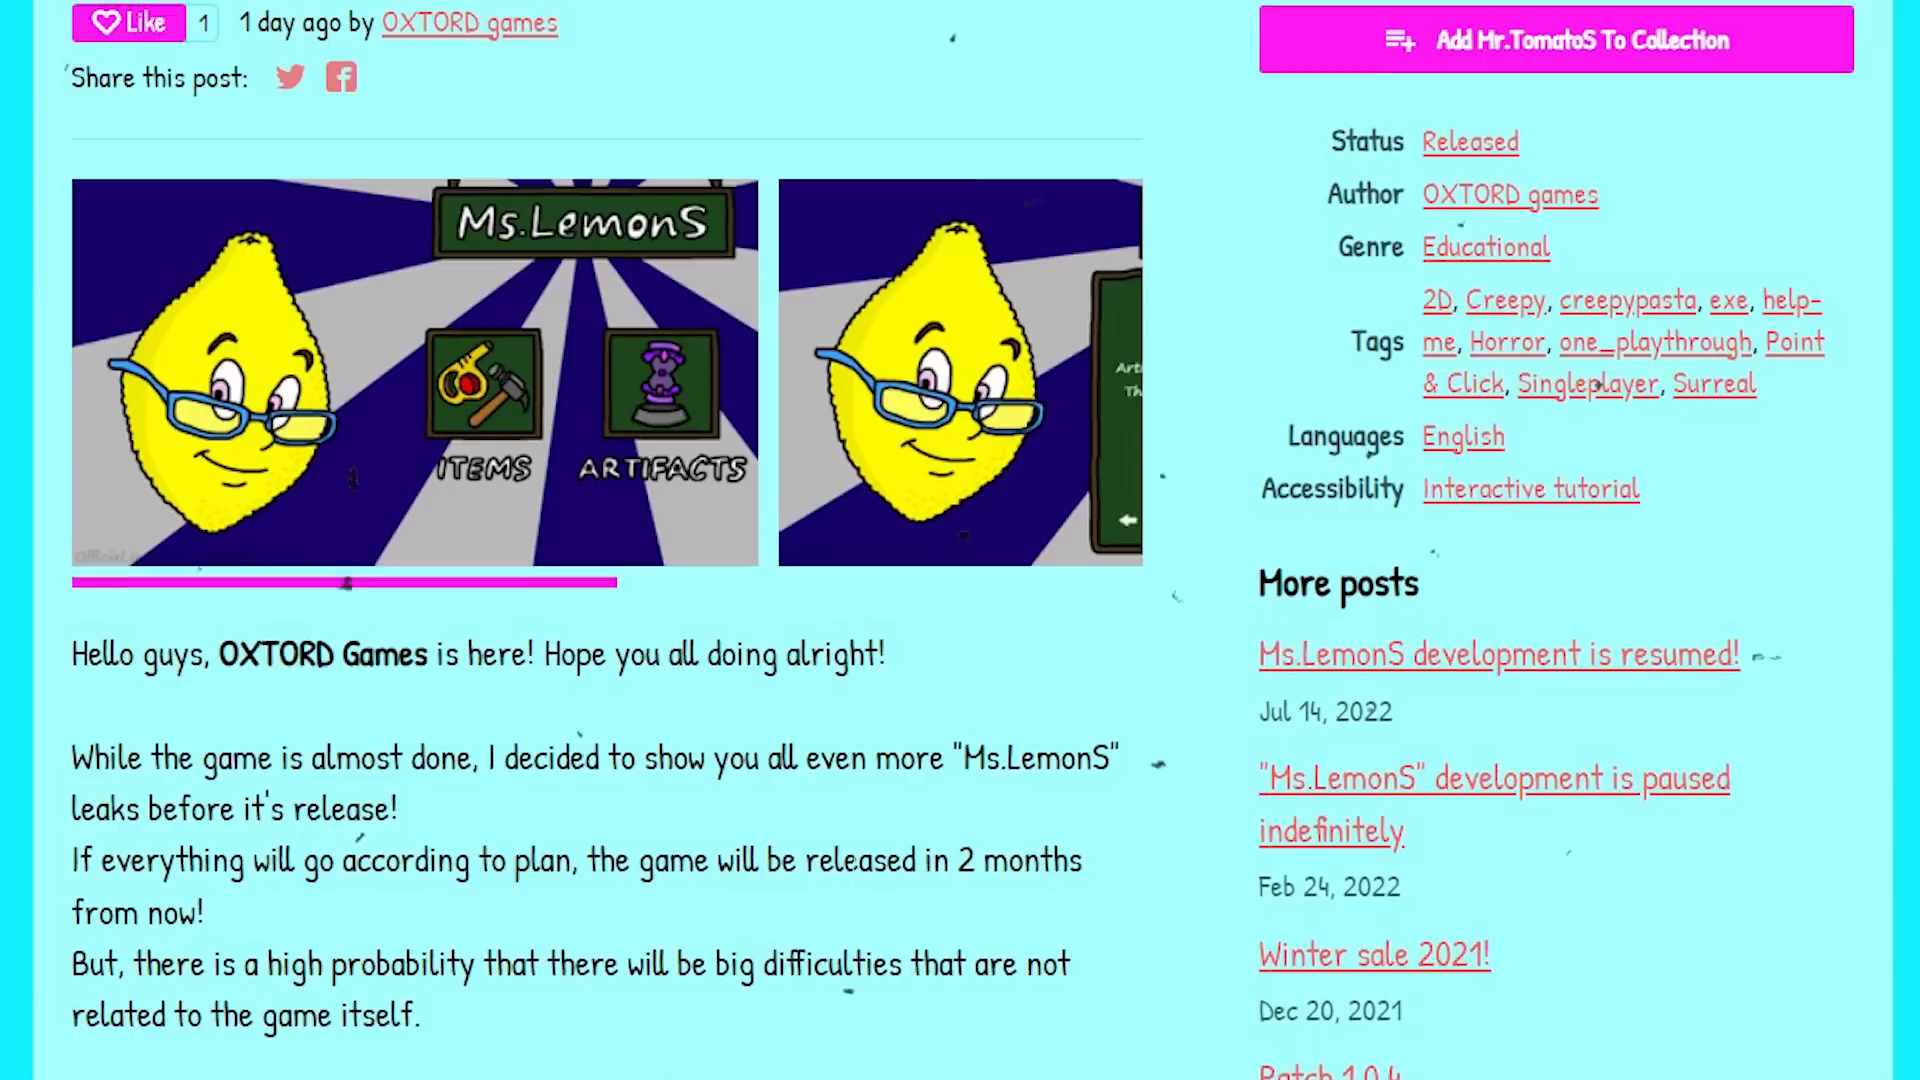 Like 1 1 day ago by OXTORD games
Share this post:
Ms.LemonS
ITEMS ARTIFACTS
Hello guys, OXTORD Games is here! Hope you all doing alright!
While the game is almost done, I decided to show you all even more "Ms.LemonS"
leaks before it's release!
If everything will go according to plan, the game will be released in 2 months
from now!
But, there is a high probability that there will be big difficulties that are not
related to the game itself.
Add Mr.TomatoS To Collection
Status Released
Author OXTORD games
Genre Educational
Tags 2D, Creepy, creepypasta, exe, help-
me, Horror, one_playthrough, Point
& Click, Singleplayer, Surreal
Languages English
Accessibility Interactive tutorial
More posts
Ms.LemonS development is resumed!
Jul 14, 2022
"Ms.LemonS" development is paused
indefinitely
Feb 24, 2022
Winter sale 2021!
Dec 20, 2021
Patch 1.0.4